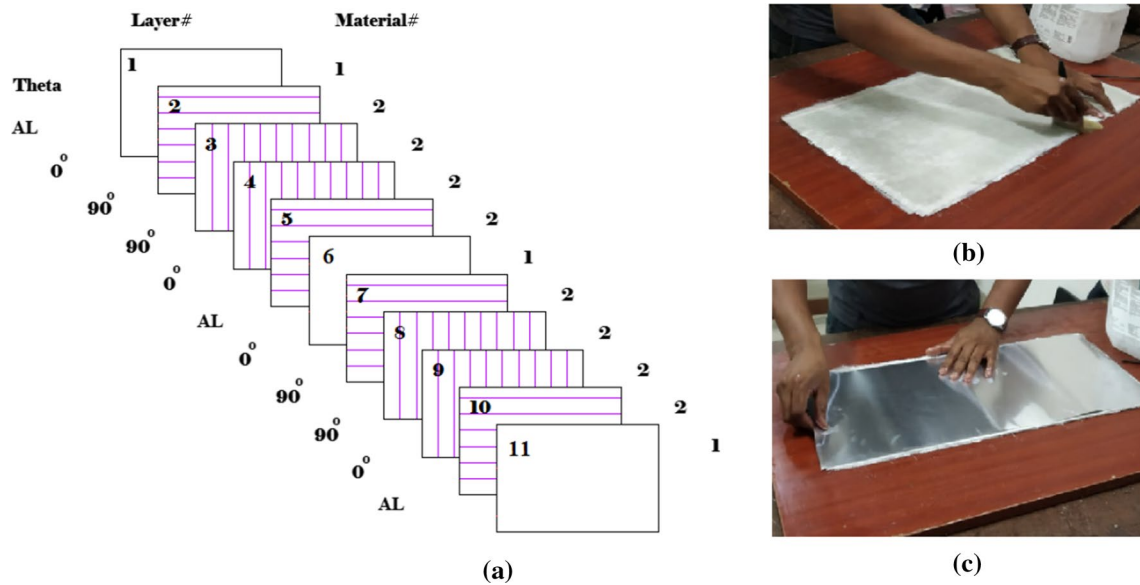 Layer# Material#
Theta
1 1
AL 2 2
0° 3 2
90° 4 2
90° 5 2
0° 6 1
AL 7 2
0° 8 2
90° 9 2
90° 10 2
0° 11 1
AL
(a)
(b)
(c)